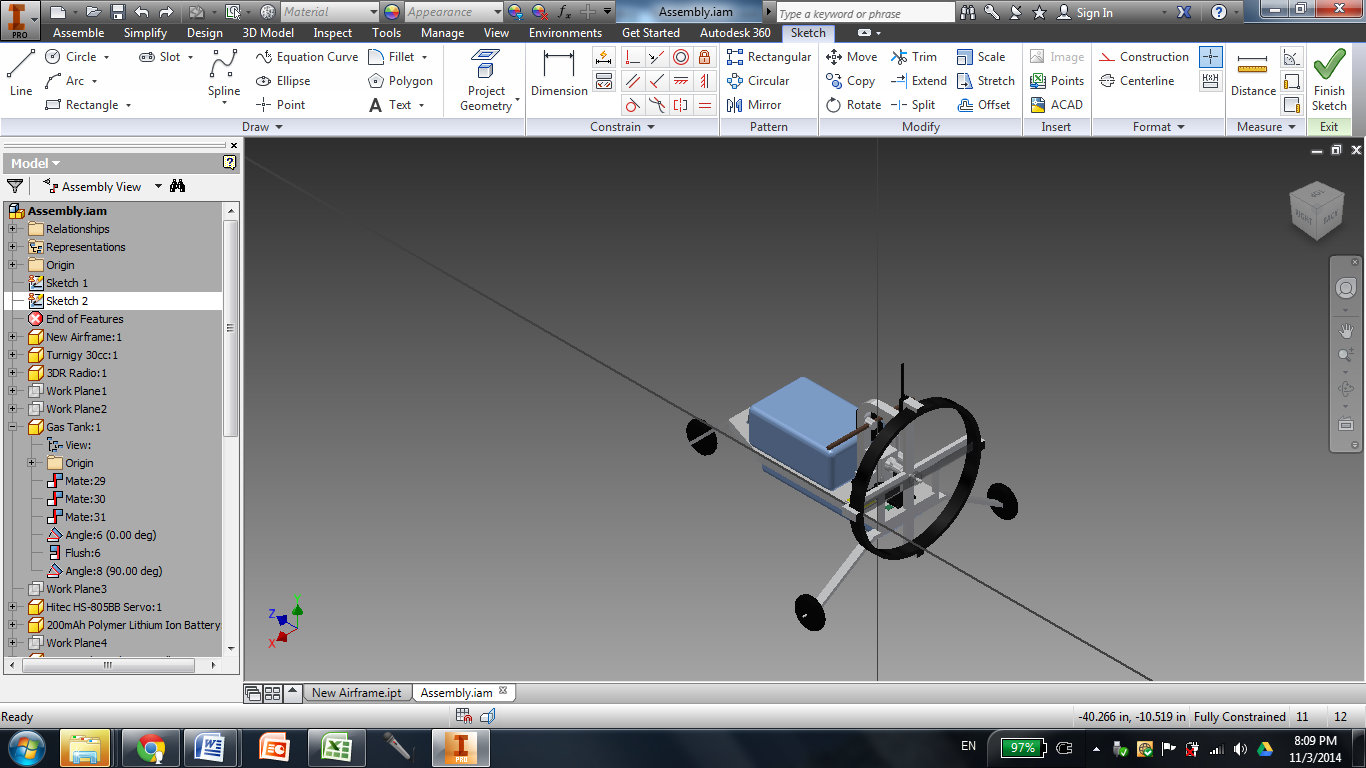 Material
Appearance
Assembly.iam
Type a keyword or phrase
Sign In
PRO
Assemble Simplify Design 3D Model Inspect Tools Manage View Environments Get Started Autodesk 360 Sketch
Line
Circle
Arc
Rectangle
Slot
Spline
Equation Curve
Ellipse
Point
Fillet
Polygon
Text
Project
Geometry
Dimension
Rectangular
Circular
Mirror
Move
Copy
Rotate
Trim
Extend
Split
Scale
Stretch
Offset
Image
Points
ACAD
Construction
Centerline
Distance
Finish
Sketch
Draw Constrain Pattern Modify Insert Format Measure Exit
Model
Assembly View
Assembly.iam
Relationships
Representations
Origin
Sketch 1
Sketch 2
End of Features
New Airframe:1
Turnigy 30cc:1
3DR Radio:1
Work Plane1
Work Plane2
Gas Tank:1
View:
Origin
Mate:29
Mate:30
Mate:31
Angle:6 (0.00 deg)
Flush:6
Angle:8 (90.00 deg)
Work Plane3
Hitec HS-805BB Servo:1
200mAh Polymer Lithium Ion Battery
Work Plane4
RIGHT BACK
Y
Z
X
New Airframe.ipt Assembly.iam
Ready
-40.266 in, -10.519 in Fully Constrained 11 12
PRO
EN
97%
8:09 PM
11/3/2014